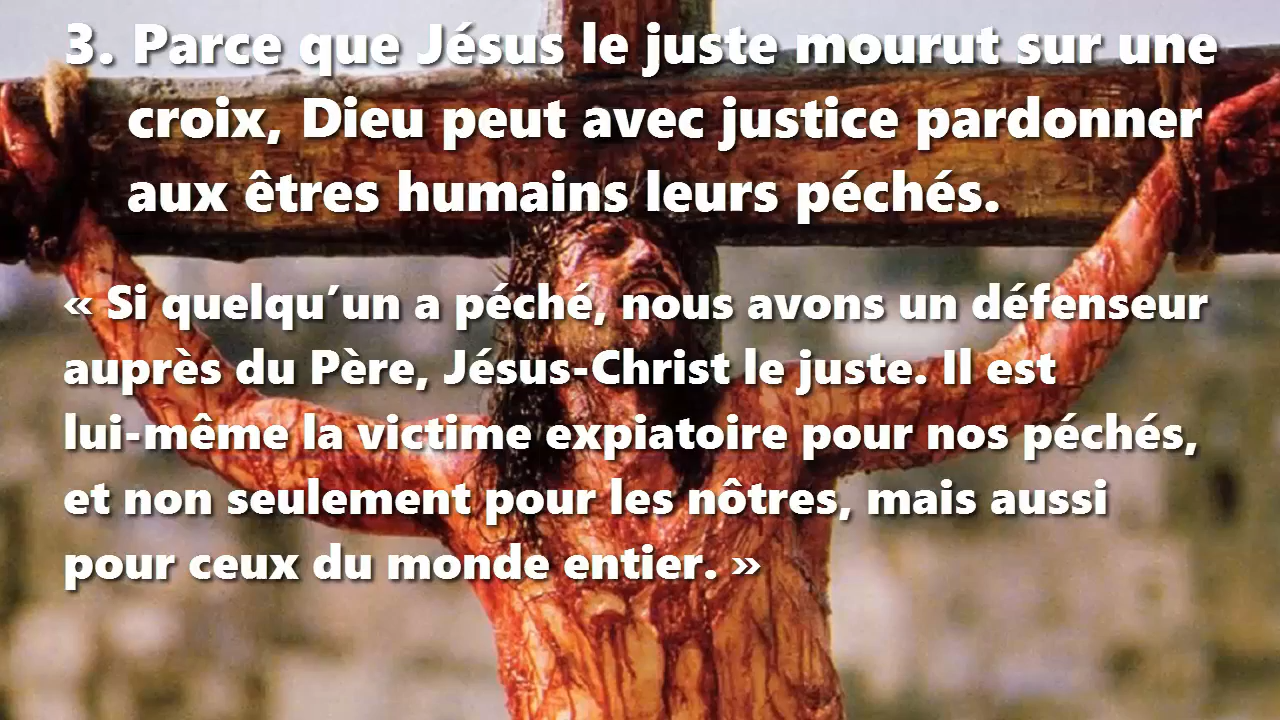 3. Parce que Jésus le juste mourut sur une
croix, Dieu peut avec justice pardonner
aux êtres humains leurs péchés.
« Si quelqu’un a péché, nous avons un défenseur
auprès du Père, Jésus-Christ le juste. Il est
lui-même la victime expiatoire pour nos péchés,
et non seulement pour les nôtres, mais aussi
pour ceux du monde entier. »